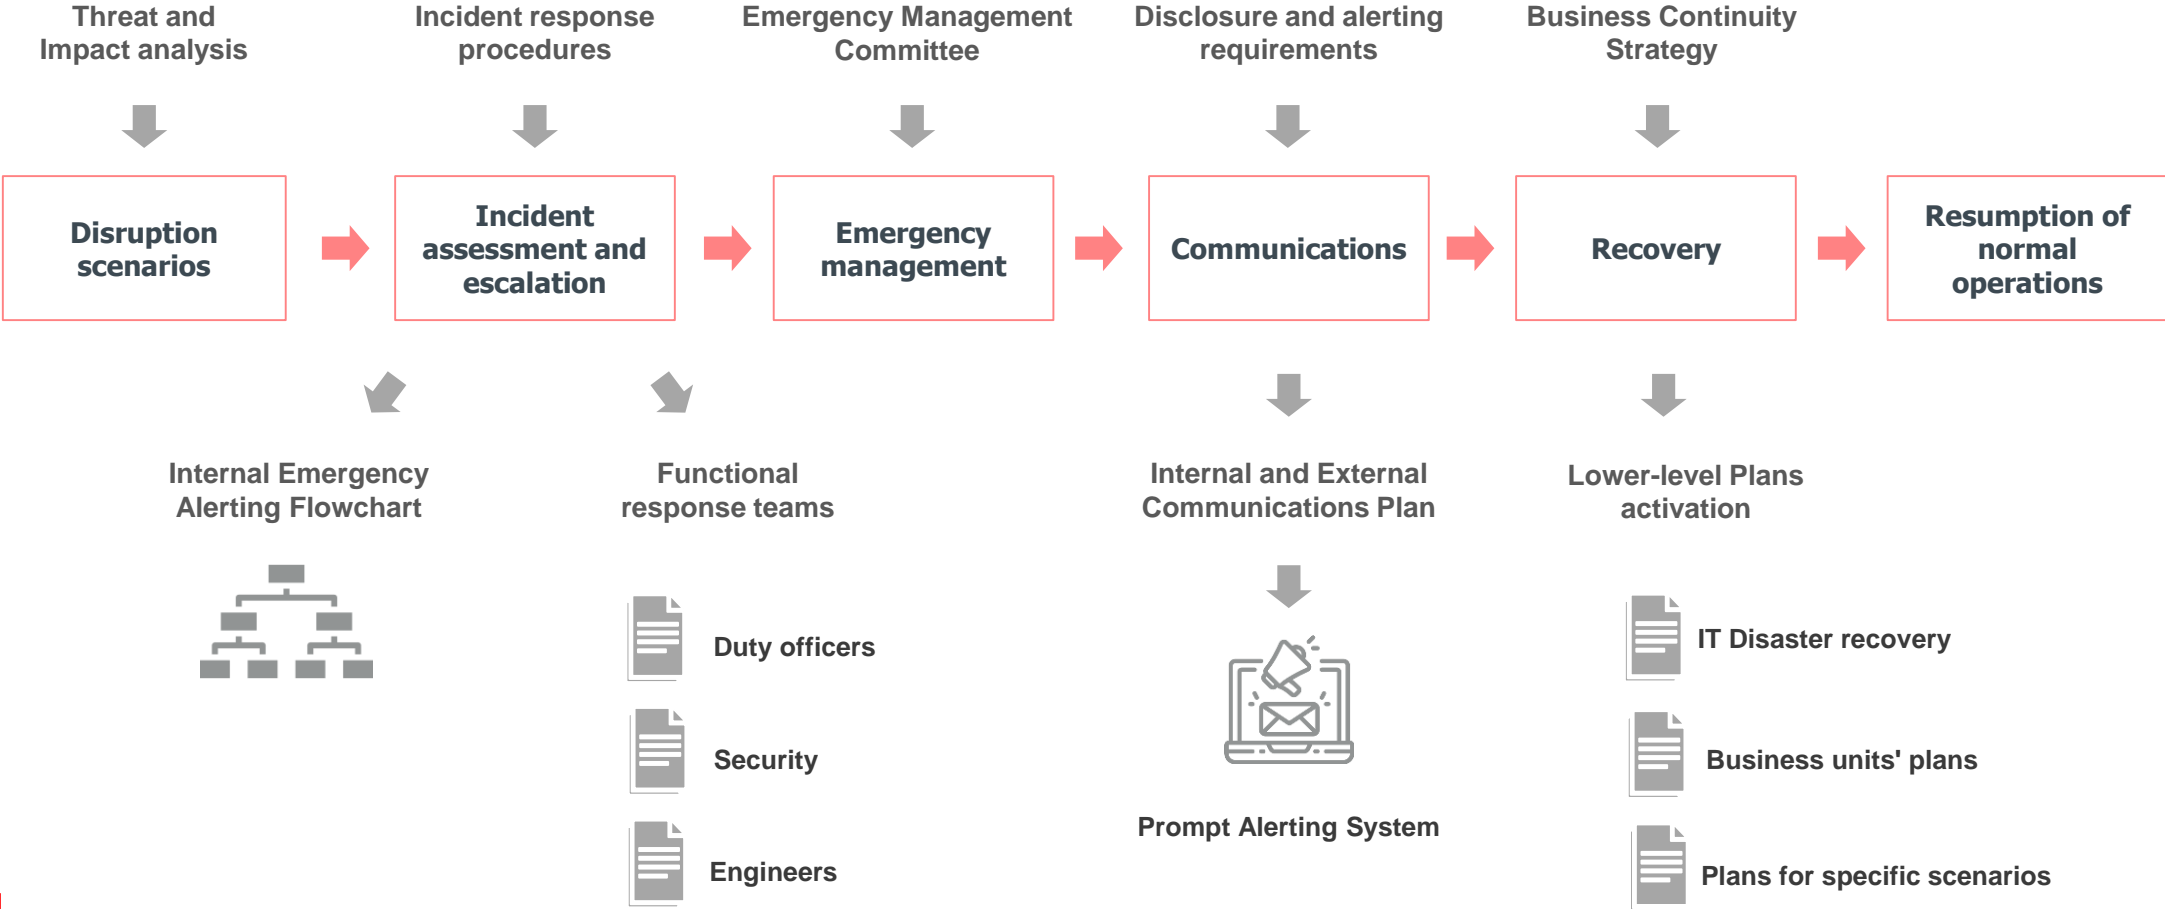 Threat and
Impact analysis
Incident response
procedures
Emergency Management
Committee
Disclosure and alerting
requirements
Business Continuity
Strategy
Disruption
scenarios
Incident
assessment and
escalation
Emergency
management
Communications
Recovery
Resumption of
normal
operations
Internal Emergency
Alerting Flowchart
Functional
response teams
Internal and External
Communications Plan
Lower-level Plans
activation
Duty officers
Security
Engineers
Prompt Alerting System
IT Disaster recovery
Business units' plans
Plans for specific scenarios